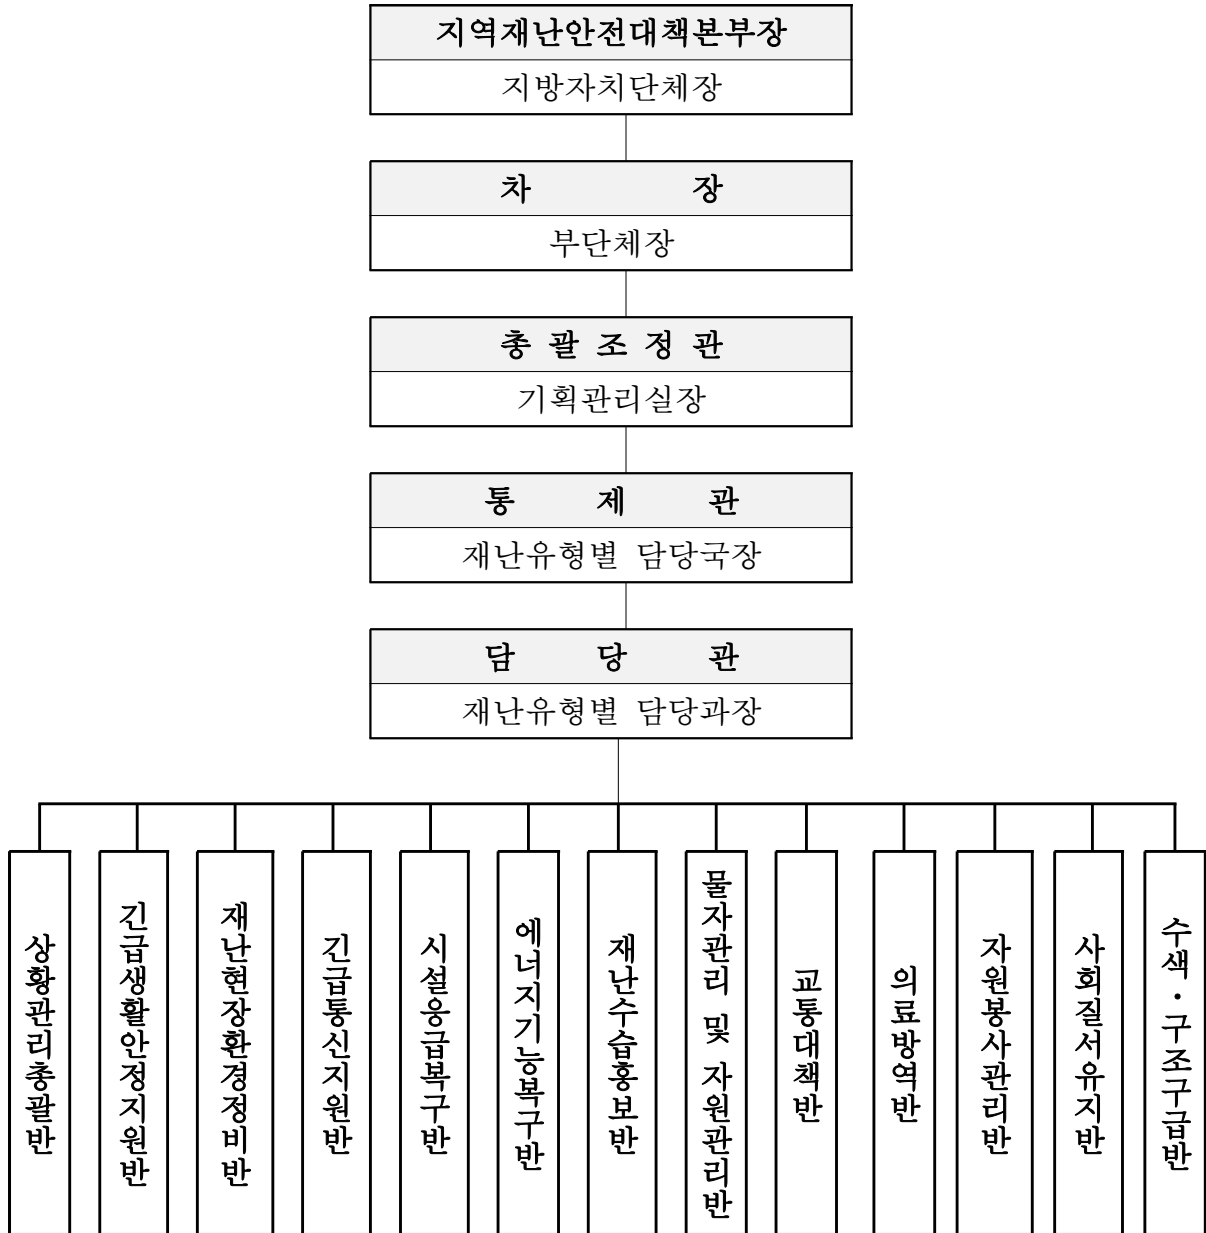 지역재난안전대책본부장
지방자치단체장
차 장
부단체장
총 괄 조 정 관
기획관리실장
통 제 관
재난유형별 담당국장
담 당 관
재난유형별 담당과장
상황관리총괄반
긴급생활안정지원반
재난현장환경정비반
긴급통신지원반
시설응급복구반
에너지기능복구반
재난수습홍보반
물자관리 및 자원관리반
교통대책반
의료방역반
자원봉사관리반
사회질서유지반
수색·구조구급반